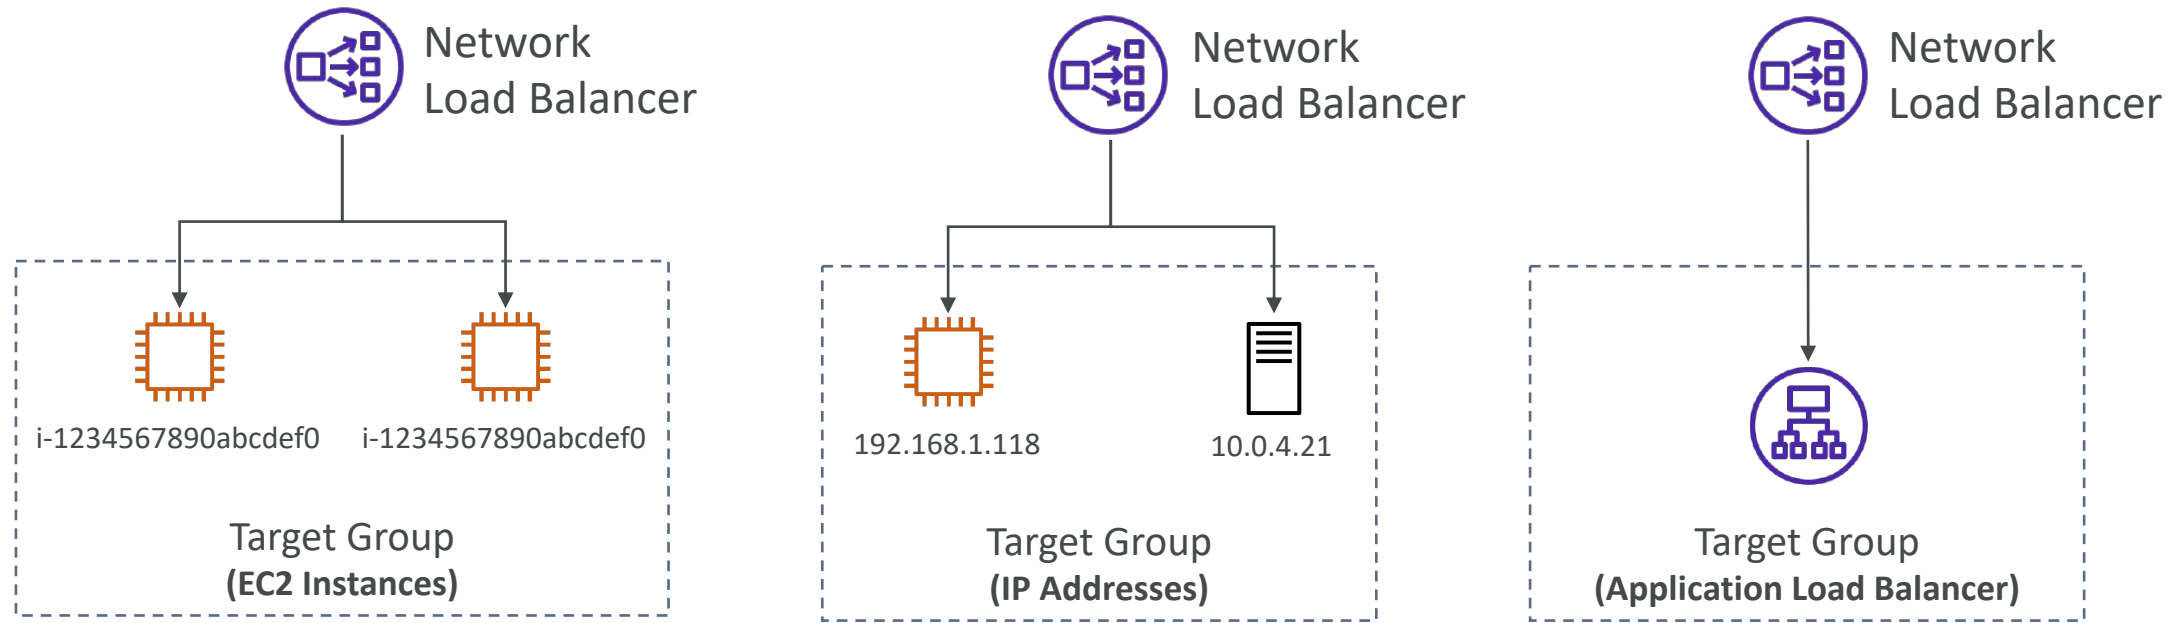 Network
Load Balancer
i-1234567890abcdef0
i-1234567890abcdef0
Target Group
(EC2 Instances)
Network
Load Balancer
192.168.1.118
10.0.4.21
Target Group
(IP Addresses)
Network
Load Balancer
Target Group
(Application Load Balancer)